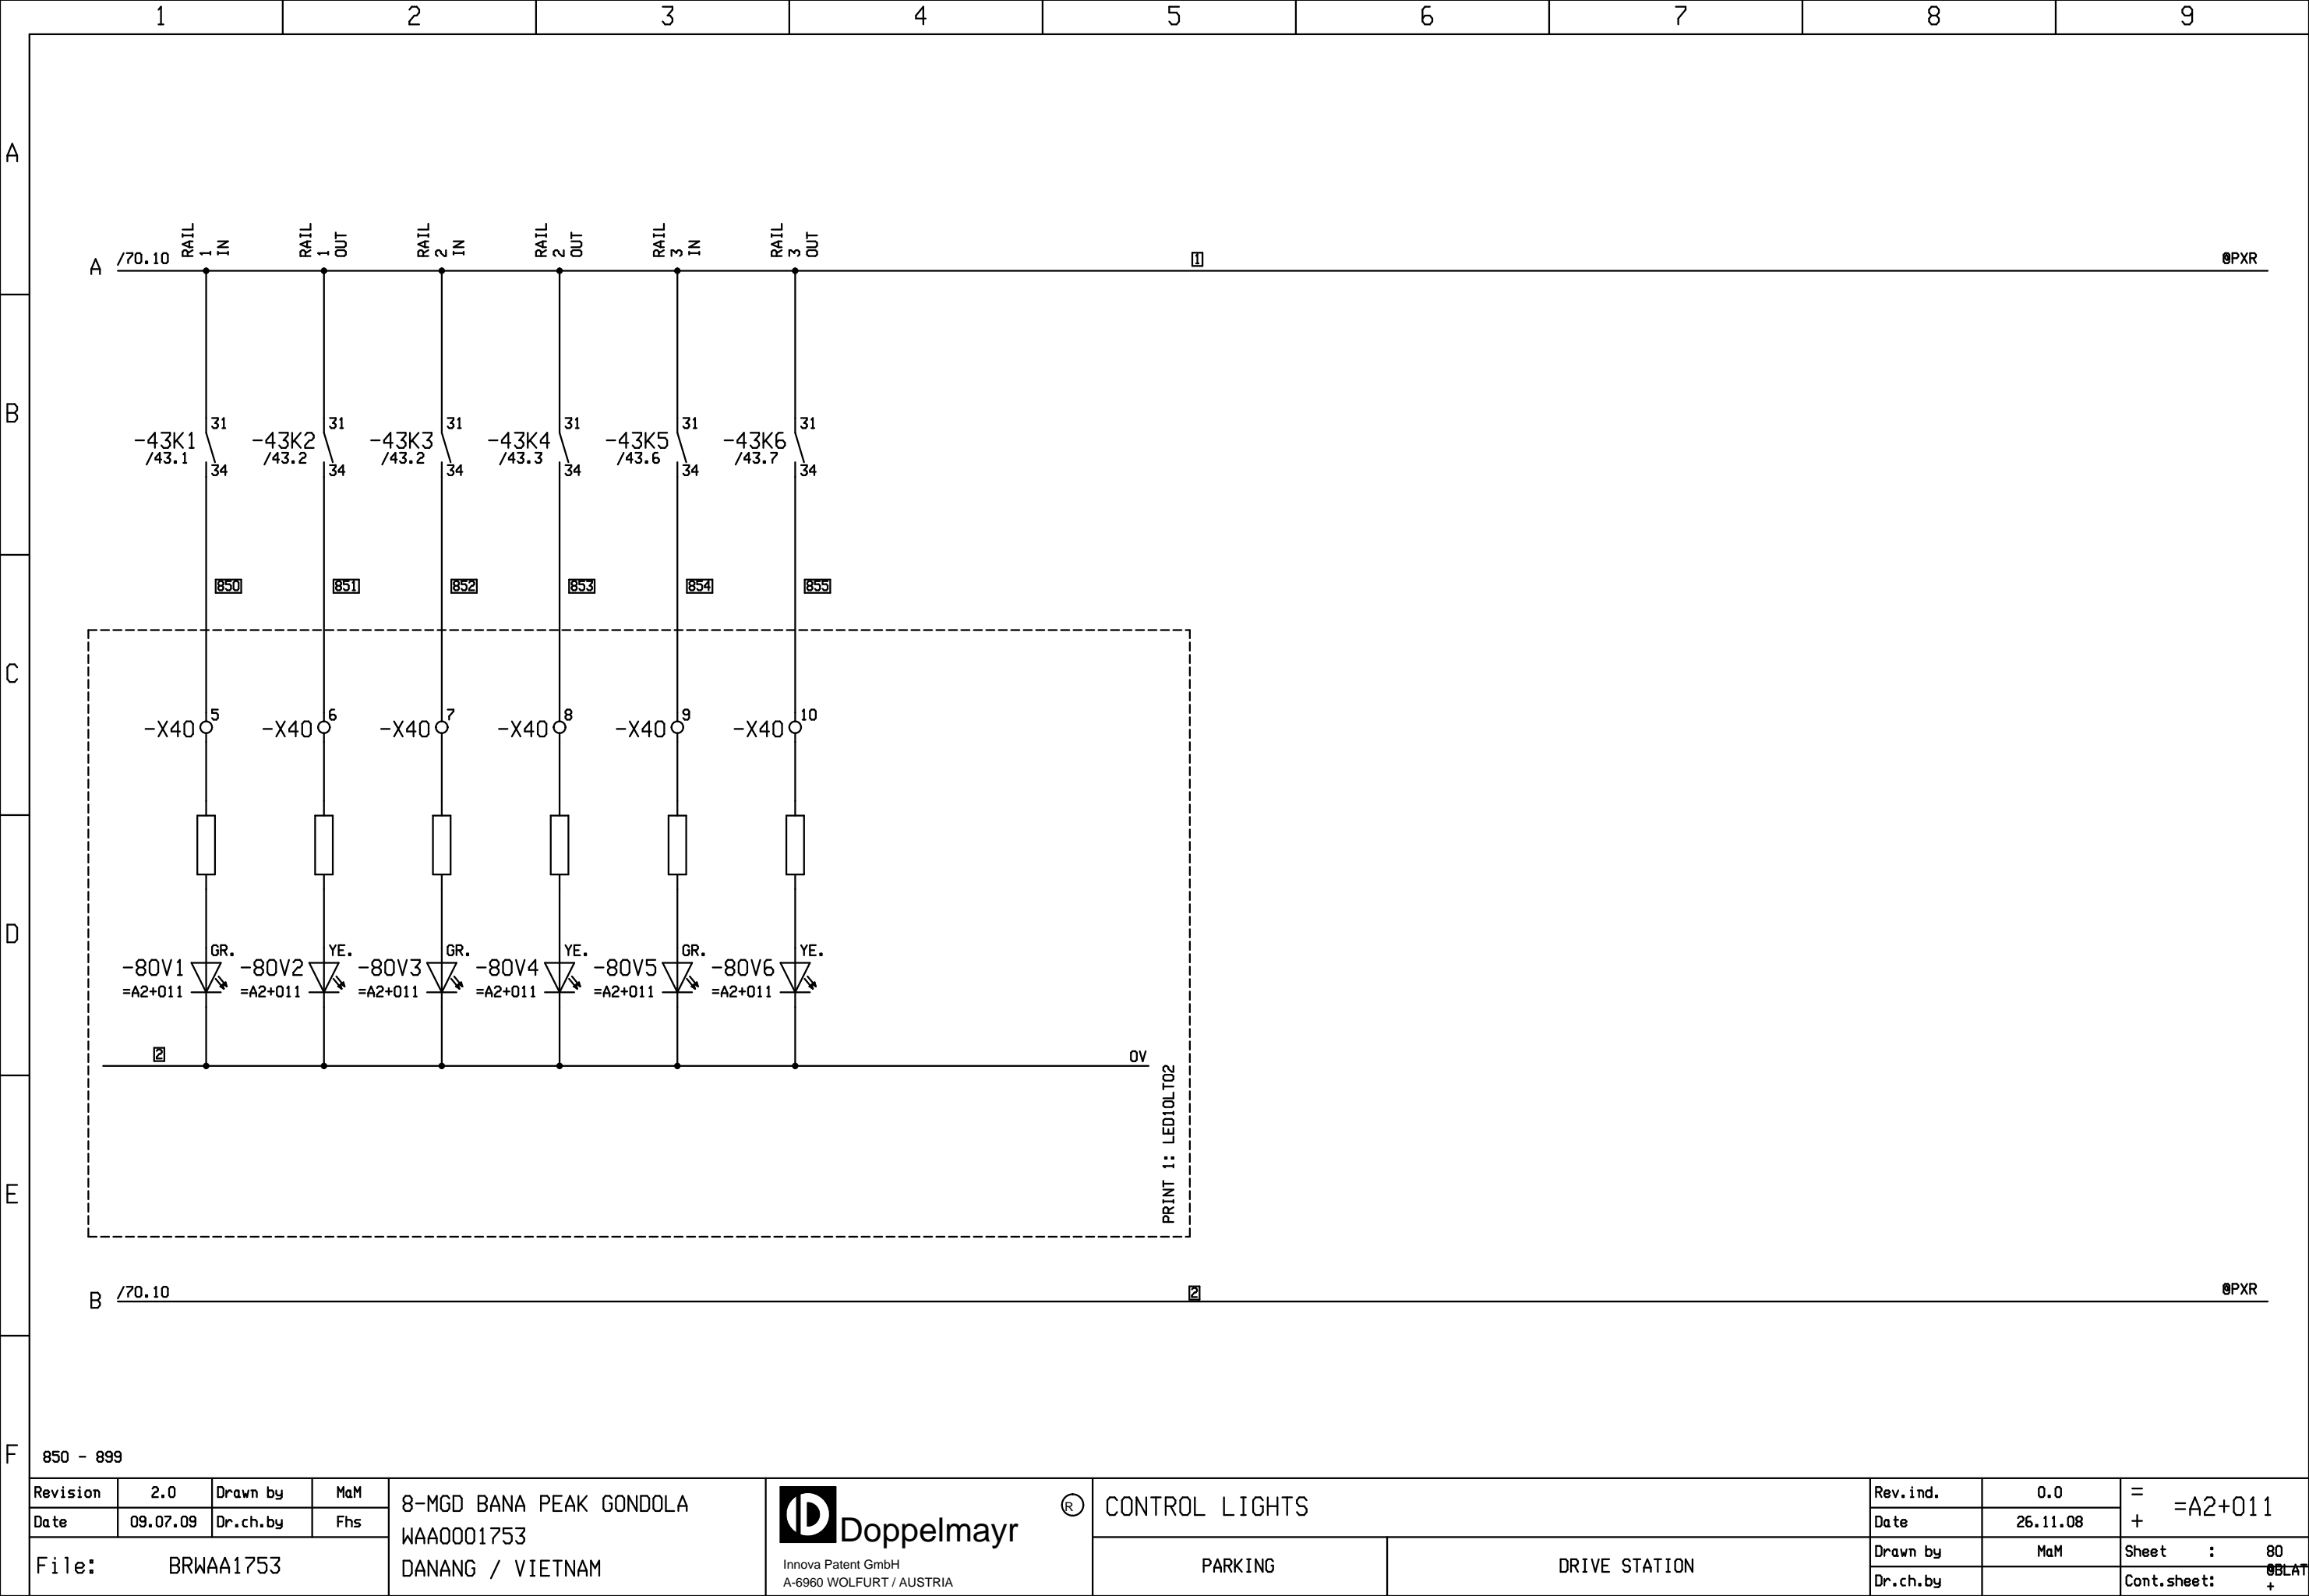 1 2 3 4 5 6 7 8 9
A
RAIL 1 IN
RAIL 1 OUT
RAIL 2 IN
RAIL 2 OUT
RAIL 3 IN
RAIL 3 OUT
A /70.10 1 @PXR
B
31 31 31 31 31 31
-43K1 -43K2 -43K3 -43K4 -43K5 -43K6
/43.1 /43.2 /43.2 /43.3 /43.6 /43.7
34 34 34 34 34 34
850 851 852 853 854 855
C
5 6 7 8 9 10
-X40 -X40 -X40 -X40 -X40 -X40
D
GR. YE. GR. YE. GR. YE.
-80V1 -80V2 -80V3 -80V4 -80V5 -80V6
=A2+011 =A2+011 =A2+011 =A2+011 =A2+011 =A2+011
2 0V
PRINT 1: LED10LT02
E
B /70.10 2 @PXR
F
850 - 899
Revision 2.0 Drawn by MaM
Date 09.07.09 Dr.ch.by Fhs
File: BRWAA1753
8-MGD BANA PEAK GONDOLA
WAA0001753
DANANG / VIETNAM
Doppelmayr ®
Innova Patent GmbH
A-6960 WOLFURT / AUSTRIA
CONTROL LIGHTS
PARKING DRIVE STATION
Rev.ind. 0.0
Date 26.11.08
Drawn by MaM
Dr.ch.by
= =A2+011
+
Sheet : 80
Cont.sheet: @BLAT
+